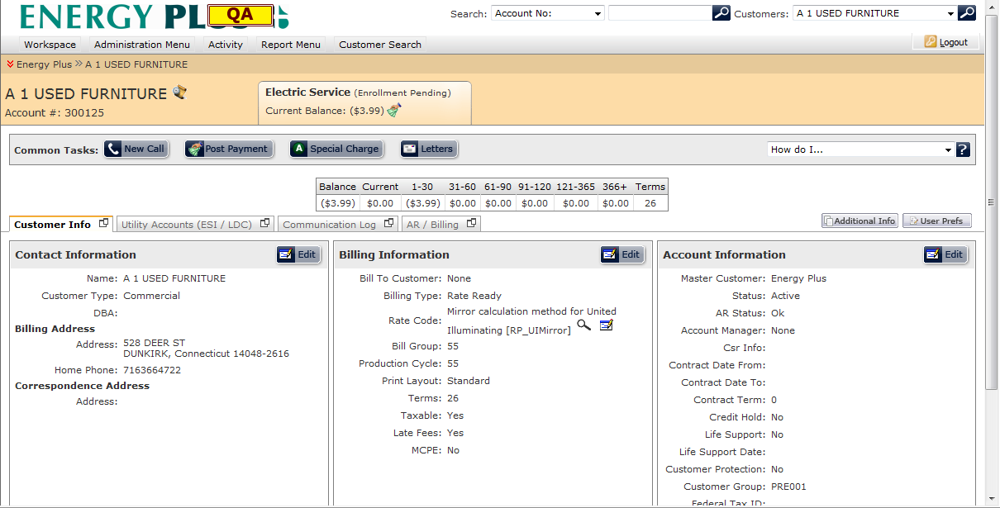 ENERGY PL QA
Search: Account No: Customers: A 1 USED FURNITURE
Workspace Administration Menu Activity Report Menu Customer Search Logout
Energy Plus >> A 1 USED FURNITURE
A 1 USED FURNITURE
Account #: 300125
Electric Service (Enrollment Pending)
Current Balance: ($3.99)
Common Tasks: New Call Post Payment A Special Charge Letters How do I... ?
Balance Current 1-30 31-60 61-90 91-120 121-365 366+ Terms
($3.99) $0.00 ($3.99) $0.00 $0.00 $0.00 $0.00 $0.00 26
Customer Info Utility Accounts (ESI / LDC) Communication Log AR / Billing Additional Info User Prefs
Contact Information Edit
Name: A 1 USED FURNITURE
Customer Type: Commercial
DBA:
Billing Address
Address: 528 DEER ST
DUNKIRK, Connecticut 14048-2616
Home Phone: 7163664722
Correspondence Address
Address:
Billing Information Edit
Bill To Customer: None
Billing Type: Rate Ready
Rate Code: Mirror calculation method for United
Illuminating [RP_UIMirror]
Bill Group: 55
Production Cycle: 55
Print Layout: Standard
Terms: 26
Taxable: Yes
Late Fees: Yes
MCPE: No
Account Information Edit
Master Customer: Energy Plus
Status: Active
AR Status: Ok
Account Manager: None
Csr Info:
Contract Date From:
Contract Date To:
Contract Term: 0
Credit Hold: No
Life Support: No
Life Support Date:
Customer Protection: No
Customer Group: PRE001
Federal Tax ID: